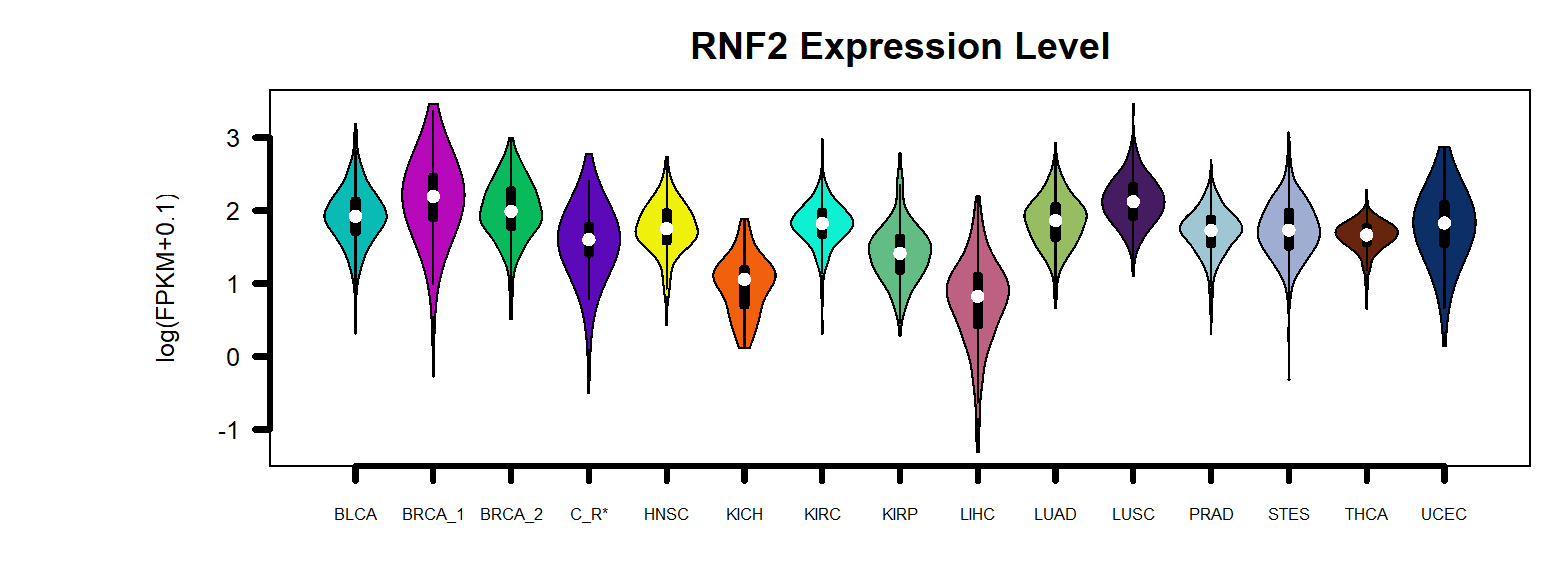 RNF2 Expression Level
log(FPKM+0.1)
3
2
1
0
-1
BLCA BRCA_1 BRCA_2 C_R* HNSC KICH KIRC KIRP LIHC LUAD LUSC PRAD STES THCA UCEC